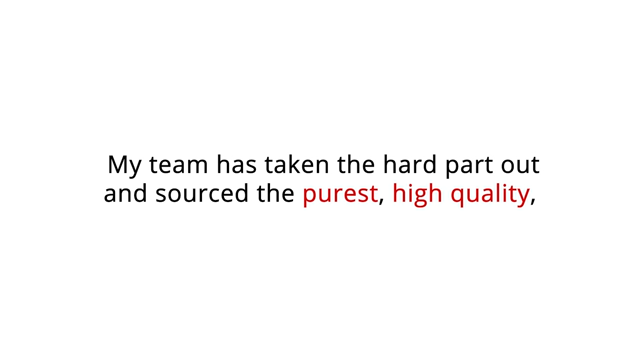 My team has taken the hard part out
and sourced the purest, high quality,